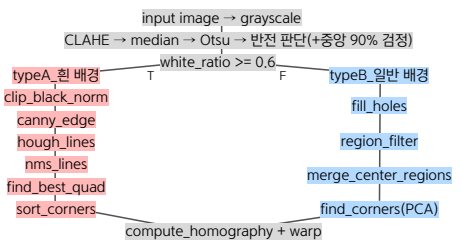 input image → grayscale
CLAHE → median → Otsu → 반전 판단(+중앙 90% 검정)
white_ratio >= 0.6
T
F
typeA_흰 배경
clip_black_norm
canny_edge
hough_lines
nms_lines
find_best_quad
sort_corners
typeB_일반 배경
fill_holes
region_filter
merge_center_regions
find_corners(PCA)
compute_homography + warp